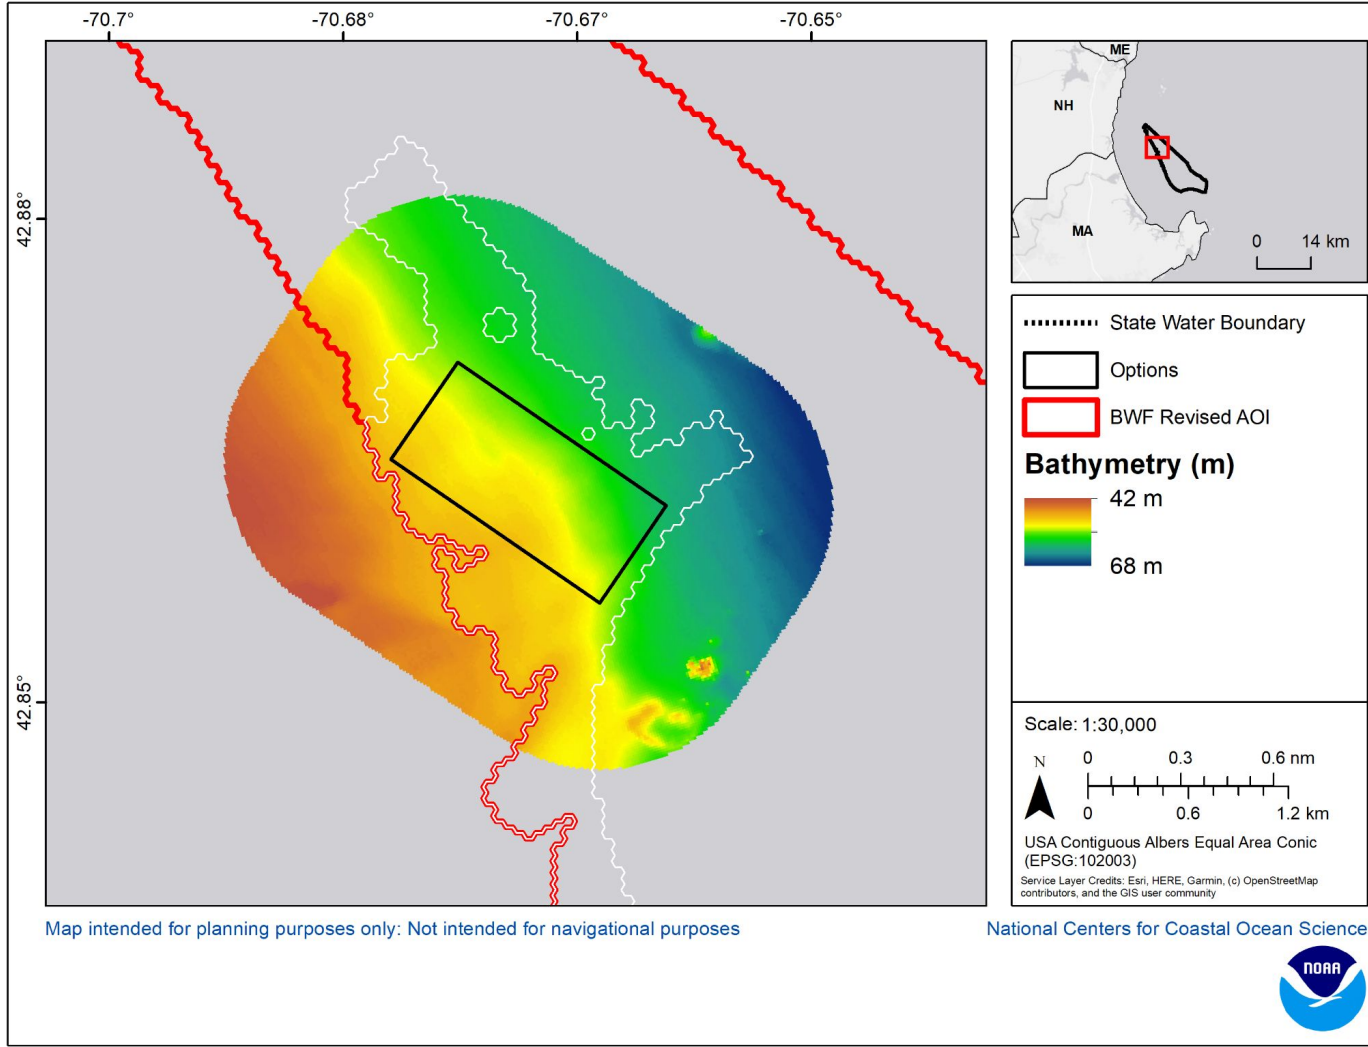 -70.7° -70.68° -70.67° -70.65°
42.88°
42.85°
ME
NH
MA
0 14 km
State Water Boundary
Options
BWF Revised AOI
Bathymetry (m)
42 m
68 m
Scale: 1:30,000
N
0 0.3 0.6 nm
0 0.6 1.2 km
USA Contiguous Albers Equal Area Conic
(EPSG:102003)
Service Layer Credits: Esri, HERE, Garmin, (c) OpenStreetMap
contributors, and the GIS user community
Map intended for planning purposes only: Not intended for navigational purposes
National Centers for Coastal Ocean Science
NOAA